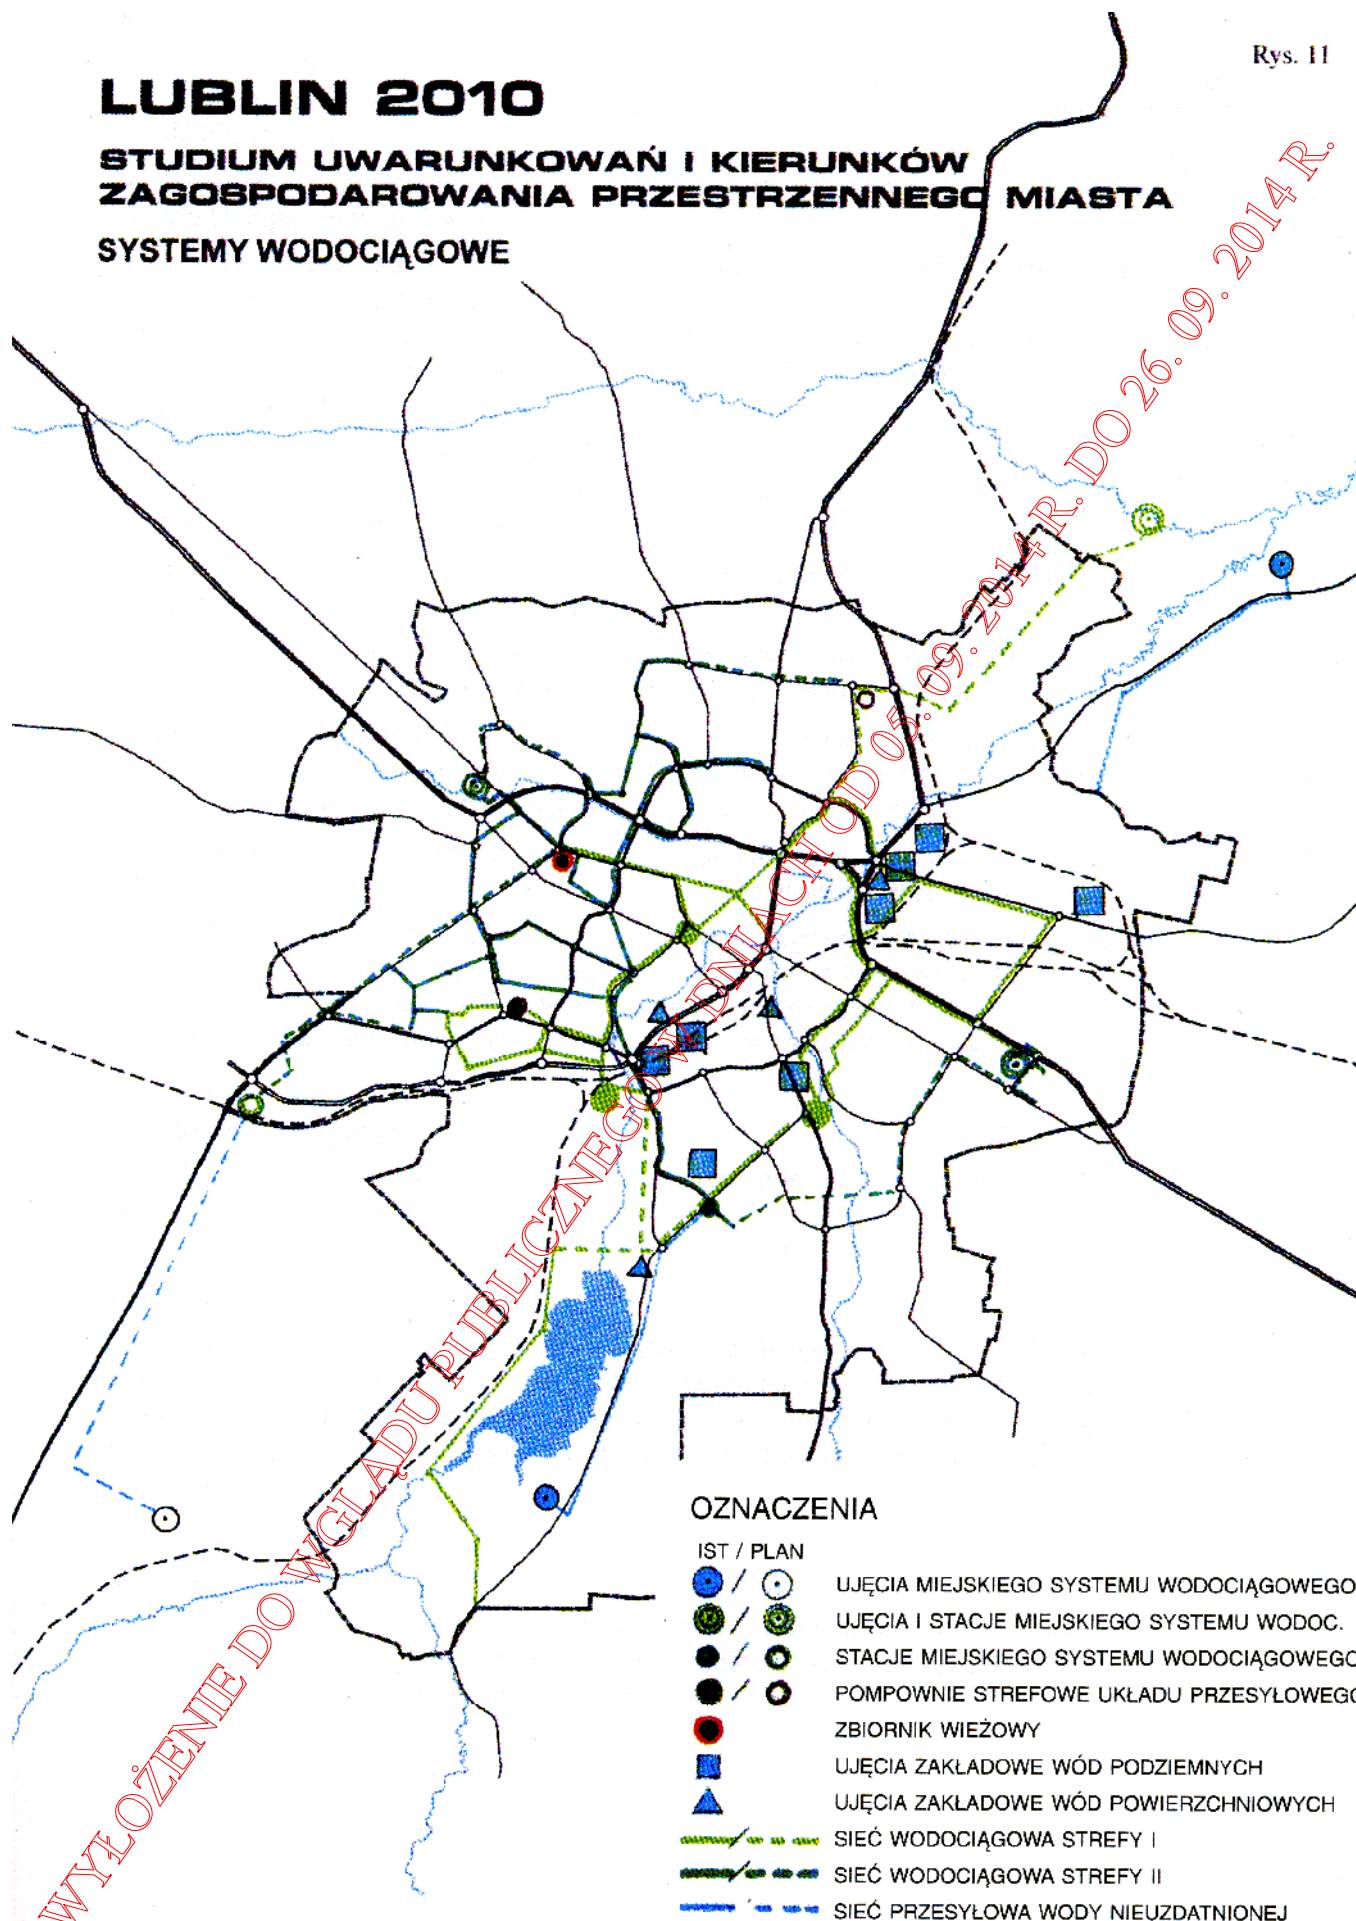 Rys. 11
LUBLIN 2010
STUDIUM UWARUNKOWAŃ I KIERUNKÓW
ZAGOSPODAROWANIA PRZESTRZENNEGO MIASTA
SYSTEMY WODOCIĄGOWE
WYŁOŻENIE DO WGLĄDU PUBLICZNEGO W DNIACH OD 05. 09. 2014 R. DO 26. 09. 2014 R.
OZNACZENIA
IST / PLAN
UJĘCIA MIEJSKIEGO SYSTEMU WODOCIĄGOWEGO
UJĘCIA I STACJE MIEJSKIEGO SYSTEMU WODOC.
STACJE MIEJSKIEGO SYSTEMU WODOCIĄGOWEGO
POMPOWNIE STREFOWE UKŁADU PRZESYŁOWEGO
ZBIORNIK WIEŻOWY
UJĘCIA ZAKŁADOWE WÓD PODZIEMNYCH
UJĘCIA ZAKŁADOWE WÓD POWIERZCHNIOWYCH
SIEĆ WODOCIĄGOWA STREFY I
SIEĆ WODOCIĄGOWA STREFY II
SIEĆ PRZESYŁOWA WODY NIEUZDATNIONEJ